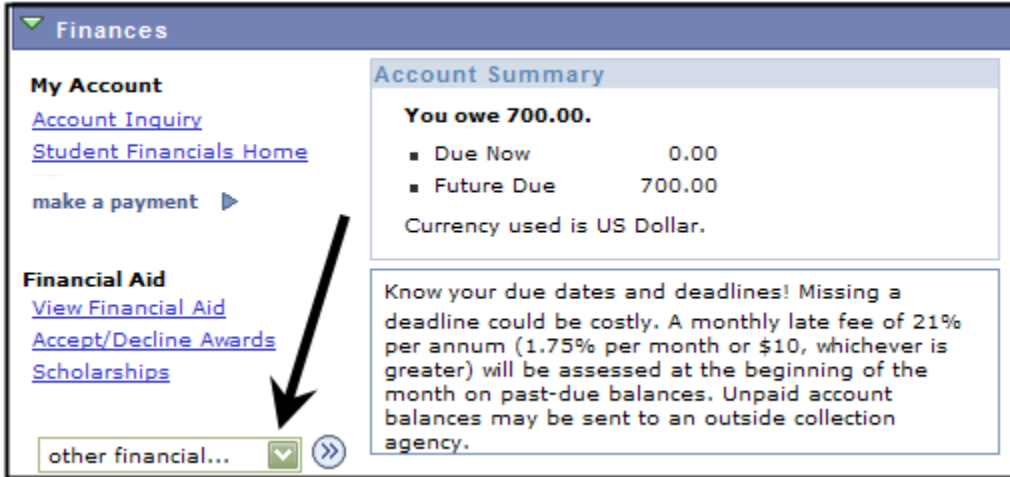 Finances
My Account
Account Inquiry
Student Financials Home
make a payment
Financial Aid
View Financial Aid
Accept/Decline Awards
Scholarships
other financial...
Account Summary
You owe 700.00.
Due Now 0.00
Future Due 700.00
Currency used is US Dollar.
Know your due dates and deadlines! Missing a
deadline could be costly. A monthly late fee of 21%
per annum (1.75% per month or $10, whichever is
greater) will be assessed at the beginning of the
month on past-due balances. Unpaid account
balances may be sent to an outside collection
agency.